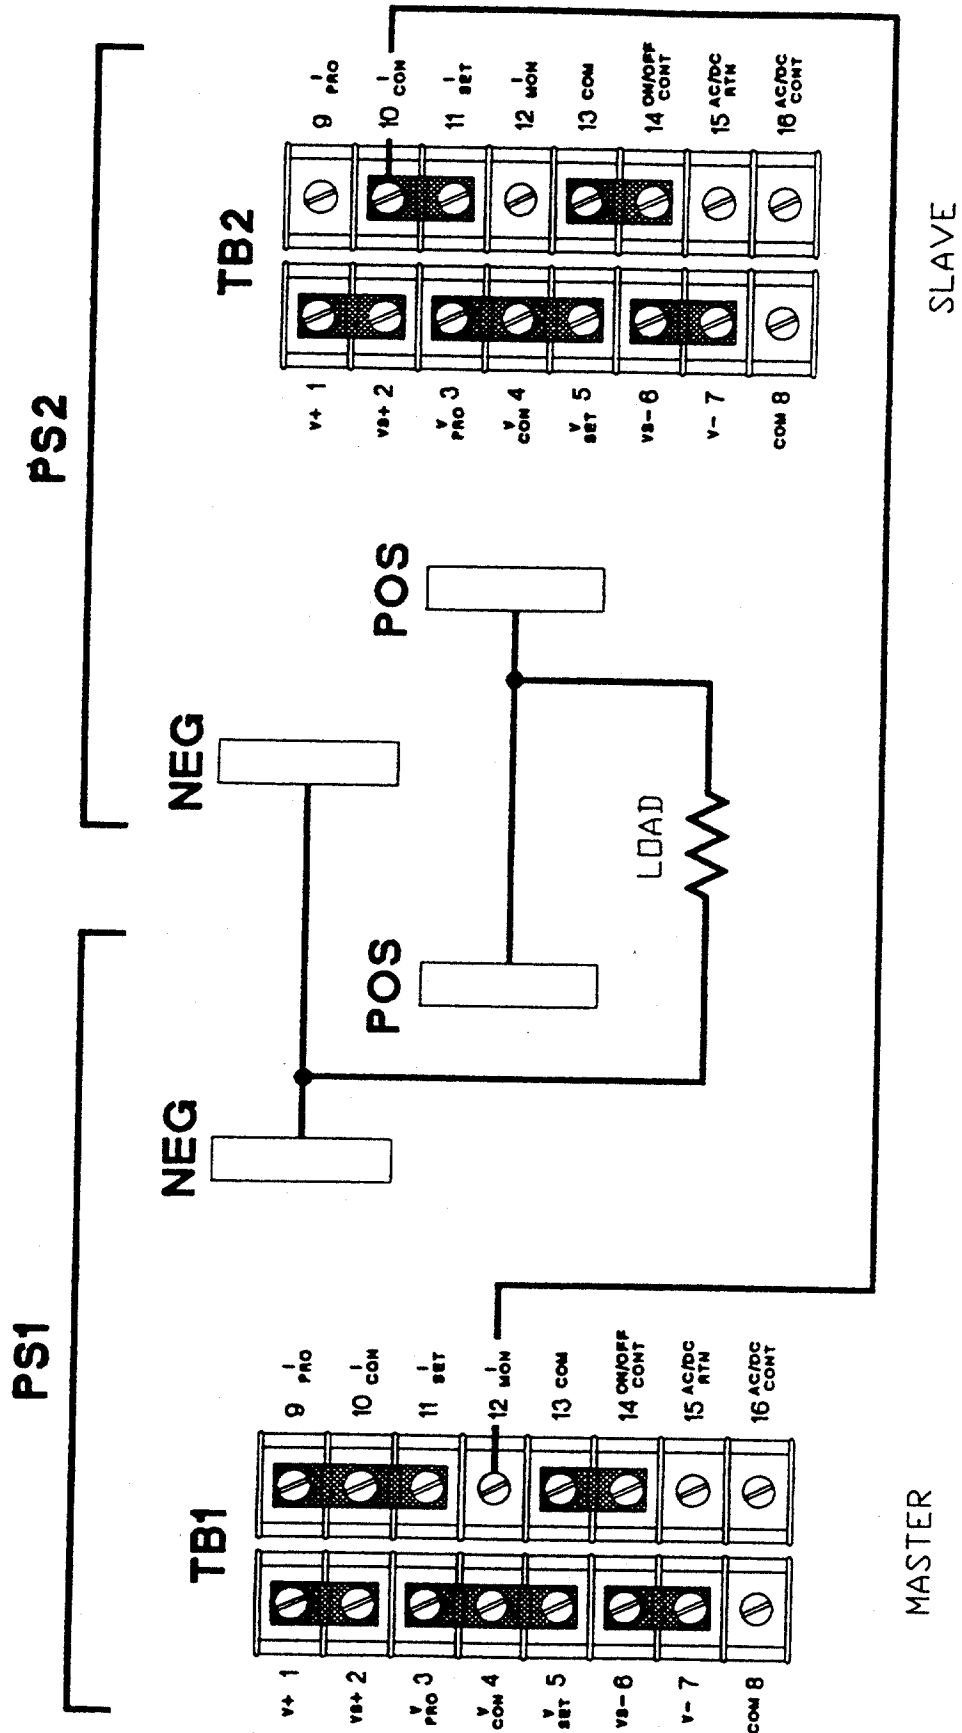 PS1
PS2
NEG
NEG
POS
POS
LOAD
TB1
9 I PRO
10 I CON
11 I SET
12 I MON
13 COM
14 ON/OFF CONT
15 AC/DC RTN
16 AC/DC CONT
V+ 1
VS+ 2
V PRO 3
V CON 4
V SET 5
VS- 6
V- 7
COM 8
MASTER
TB2
9 I PRO
10 I CON
11 I SET
12 I MON
13 COM
14 ON/OFF CONT
15 AC/DC RTN
16 AC/DC CONT
V+ 1
VS+ 2
V PRO 3
V CON 4
V SET 5
VS- 6
V- 7
COM 8
SLAVE